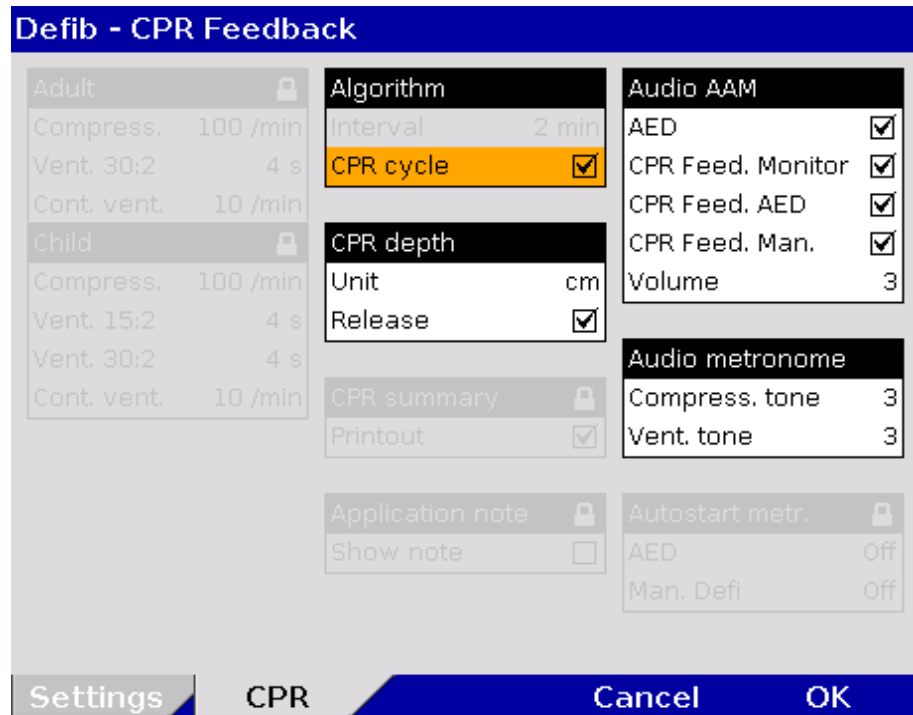 Defib - CPR Feedback
Adult
Compress. 100 /min
Vent. 30:2 4 s
Cont. vent. 10 /min
Child
Compress. 100 /min
Vent. 15:2 4 s
Vent. 30:2 4 s
Cont. vent. 10 /min
Algorithm
Interval 2 min
CPR cycle
CPR depth
Unit cm
Release
CPR summary
Printout
Application note
Show note
Audio AAM
AED
CPR Feed. Monitor
CPR Feed. AED
CPR Feed. Man.
Volume 3
Audio metronome
Compress. tone 3
Vent. tone 3
Autostart metr.
AED Off
Man. Defi Off
Settings CPR Cancel OK